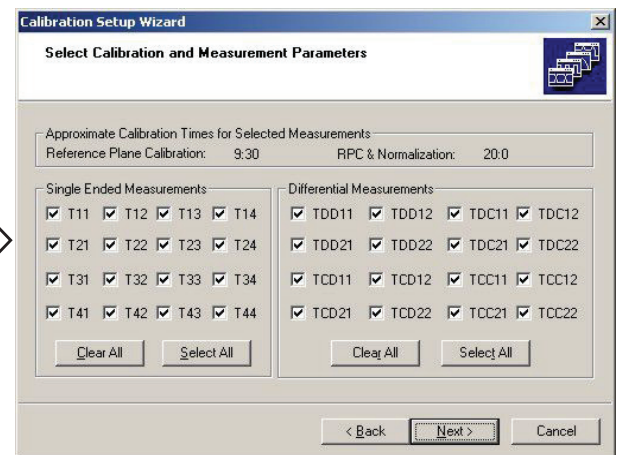 Calibration Setup Wizard
Select Calibration and Measurement Parameters
Approximate Calibration Times for Selected Measurements
Reference Plane Calibration: 9:30 RPC & Normalization: 20:0
Single Ended Measurements
T11 T12 T13 T14
T21 T22 T23 T24
T31 T32 T33 T34
T41 T42 T43 T44
Clear All Select All
Differential Measurements
TDD11 TDD12 TDC11 TDC12
TDD21 TDD22 TDC21 TDC22
TCD11 TCD12 TCC11 TCC12
TCD21 TCD22 TCC21 TCC22
Clear All Select All
< Back Next > Cancel